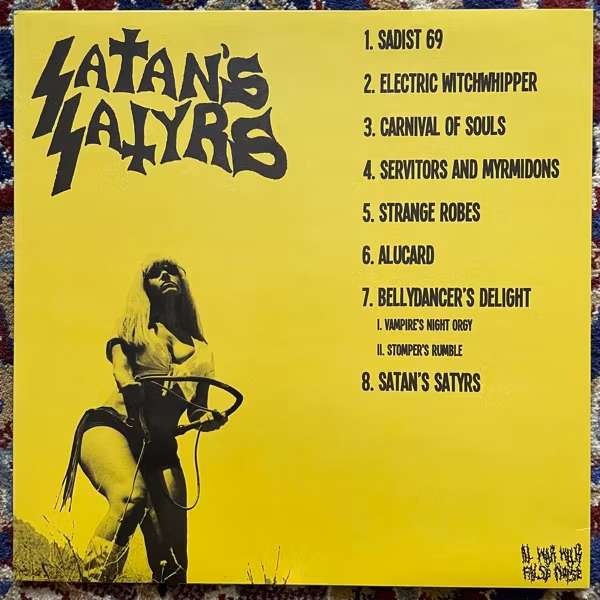 SATAN'S
SATYRS
1. SADIST 69
2. ELECTRIC WITCHWHIPPER
3. CARNIVAL OF SOULS
4. SERVITORS AND MYRMIDONS
5. STRANGE ROBES
6. ALUCARD
7. BELLYDANCER'S DELIGHT
I. VAMPIRE'S NIGHT ORGY
II. STOMPER'S RUMBLE
8. SATAN'S SATYRS